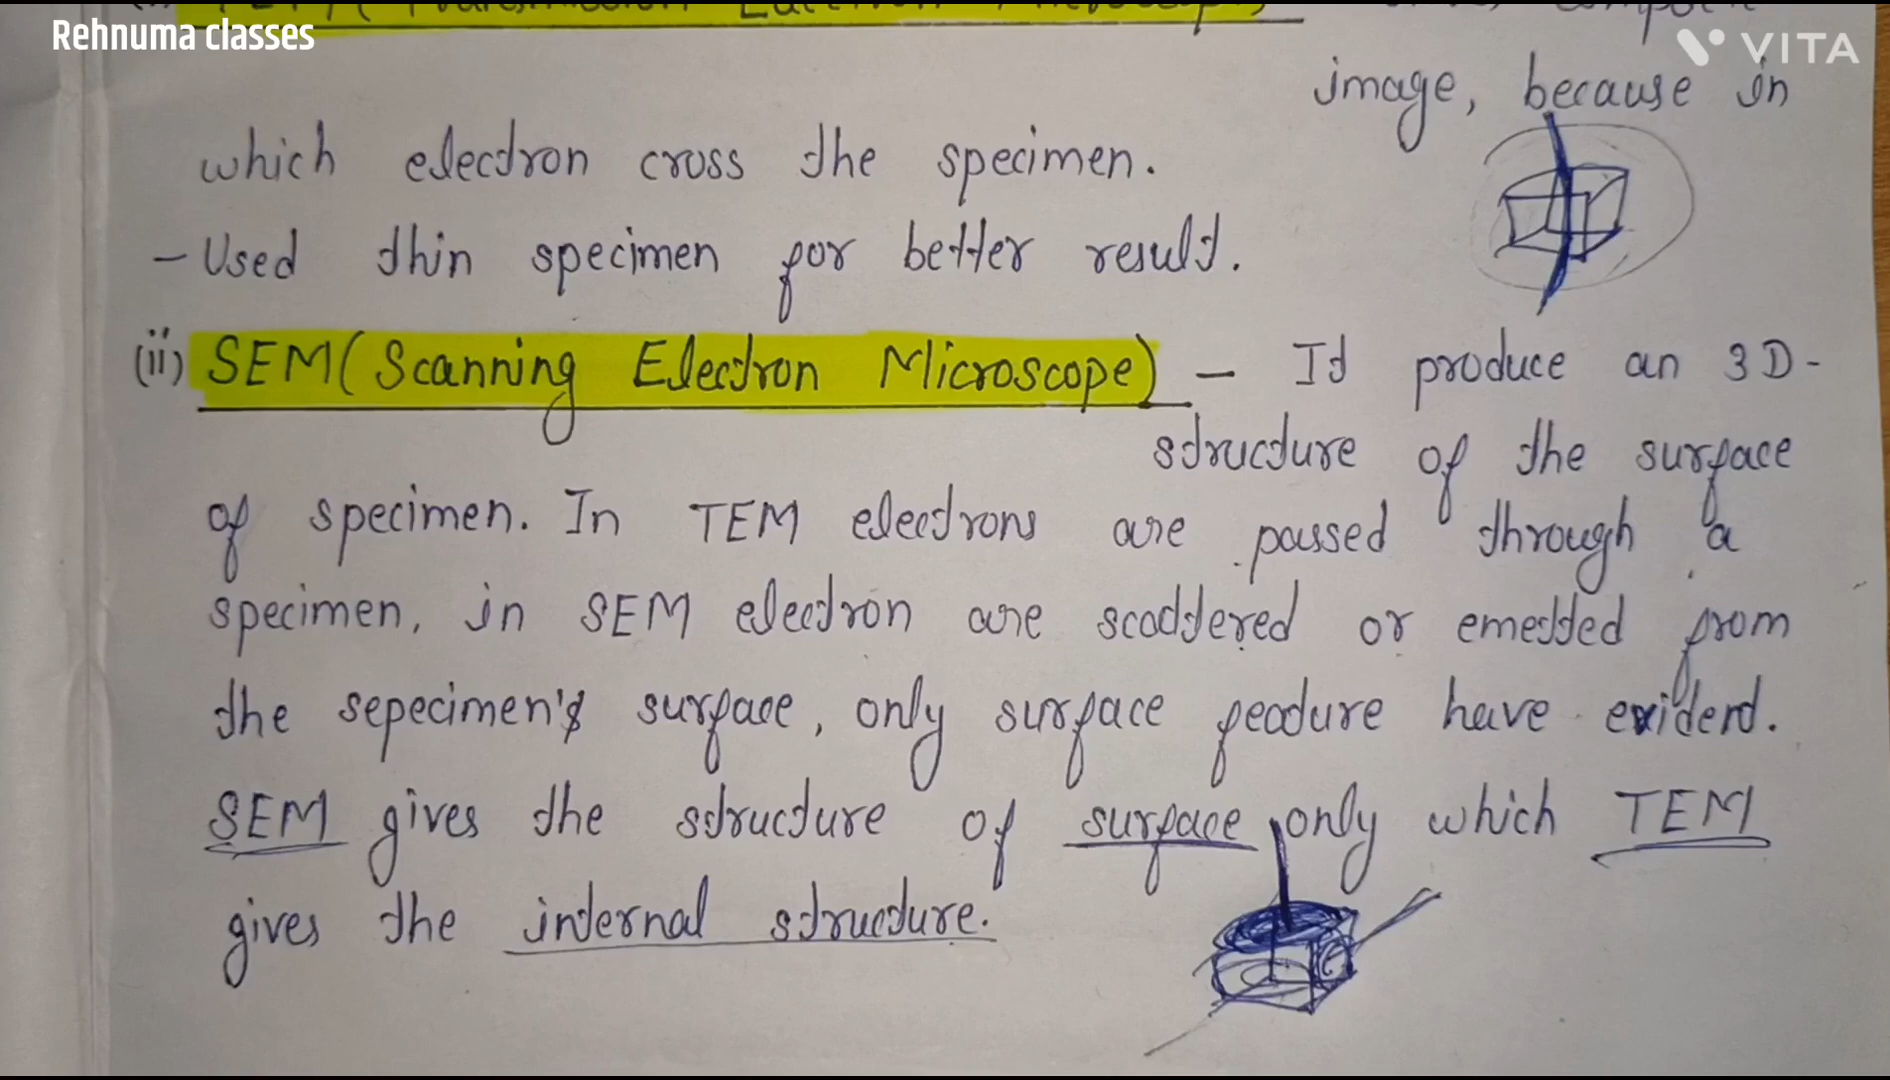 Rehnuma classes
VITA
(Transmission Electron Microscope)
image, because in
which electron cross the specimen.
- Used thin specimen for better result.
(ii) SEM (Scanning Electron Microscope) - It produce an 3D-
structure of the surface
of specimen. In TEM electrons are passed through a
specimen, in SEM electron are scattered or emetted from
the sepecimen's surface, only surface feature have evident.
SEM gives the structure of surface only which TEM
gives the internal structure.